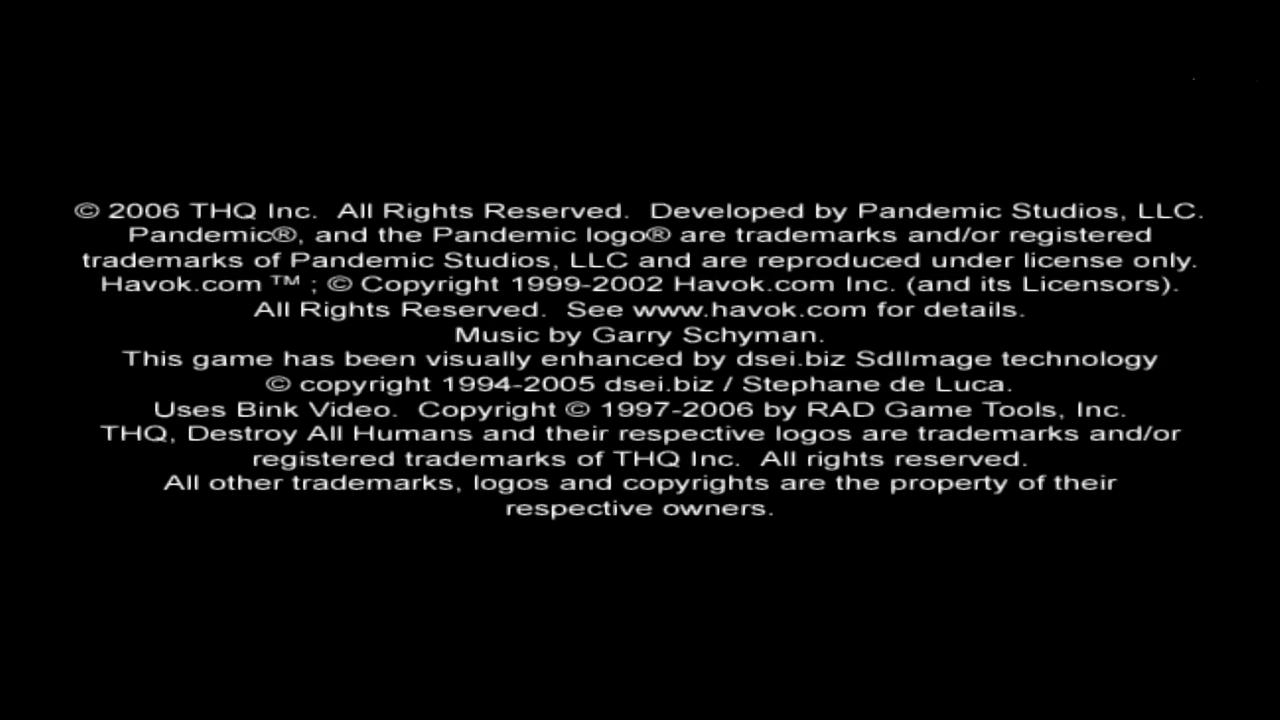 © 2006 THQ Inc.  All Rights Reserved.  Developed by Pandemic Studios, LLC.
Pandemic®, and the Pandemic logo® are trademarks and/or registered
trademarks of Pandemic Studios, LLC and are reproduced under license only.
Havok.com ™ ; © Copyright 1999-2002 Havok.com Inc. (and its Licensors).
All Rights Reserved.  See www.havok.com for details.
Music by Garry Schyman.
This game has been visually enhanced by dsei.biz SdIImage technology
© copyright 1994-2005 dsei.biz / Stephane de Luca.
Uses Bink Video.  Copyright © 1997-2006 by RAD Game Tools, Inc.
THQ, Destroy All Humans and their respective logos are trademarks and/or
registered trademarks of THQ Inc.  All rights reserved.
All other trademarks, logos and copyrights are the property of their
respective owners.